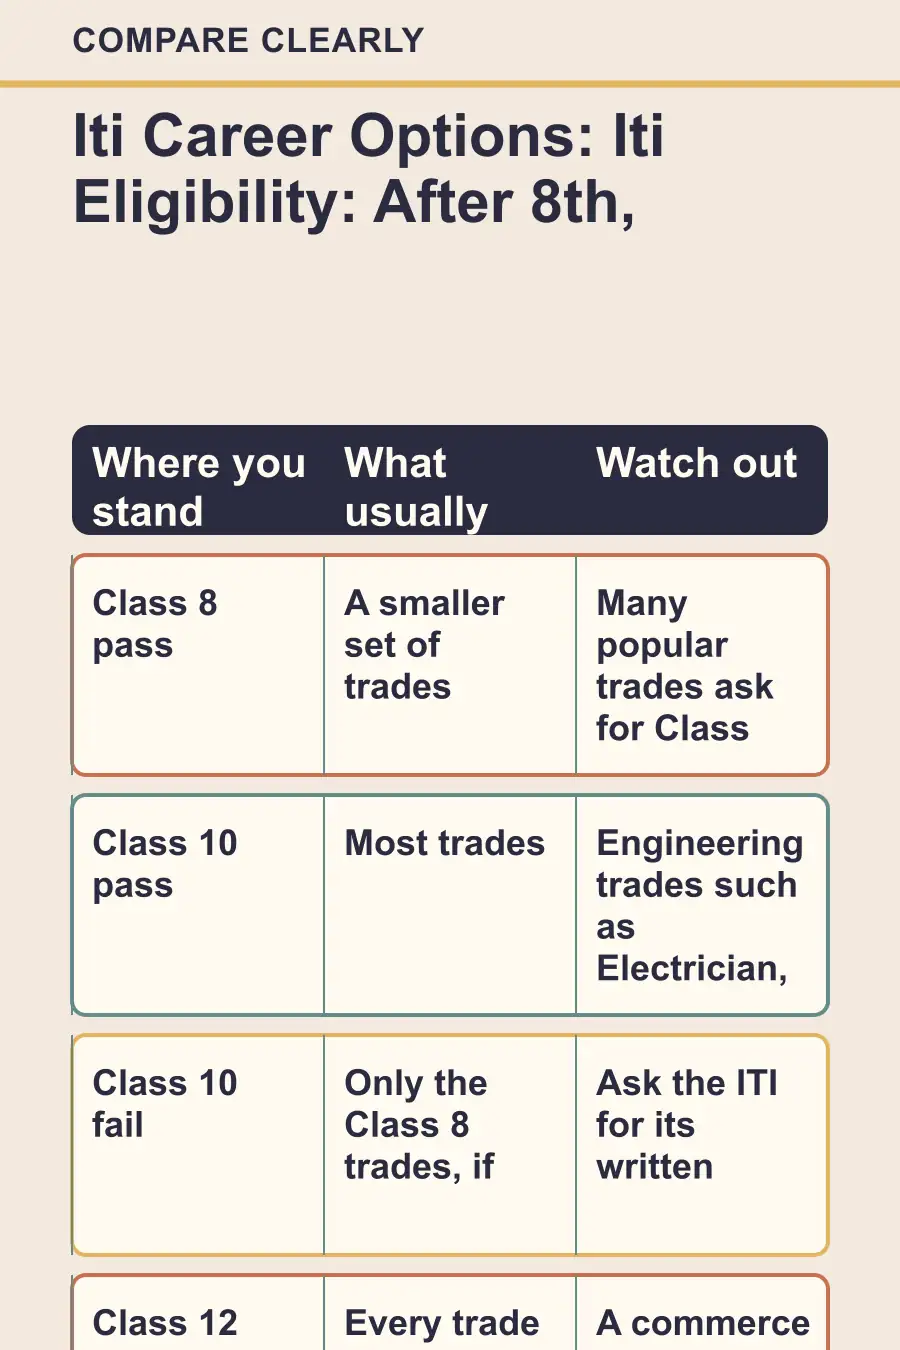 COMPARE CLEARLY
Iti Career Options: Iti
Eligibility: After 8th,
Where you
stand
What
usually
Watch out
Class 8
pass
A smaller
set of
trades
Many
popular
trades ask
for Class
Class 10
pass
Most trades
Engineering
trades such
as
Electrician,
Class 10
fail
Only the
Class 8
trades, if
Ask the ITI
for its
written
Class 12
Every trade
A commerce